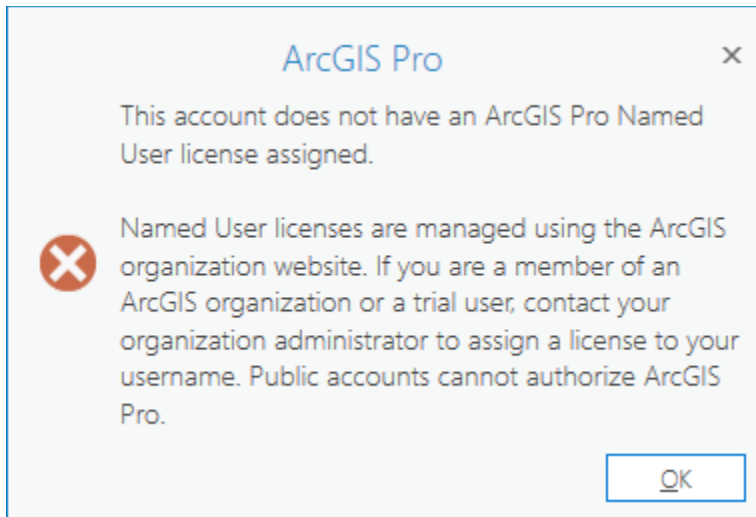 ArcGIS Pro
This account does not have an ArcGIS Pro Named
User license assigned.
Named User licenses are managed using the ArcGIS
organization website. If you are a member of an
ArcGIS organization or a trial user, contact your
organization administrator to assign a license to your
username. Public accounts cannot authorize ArcGIS
Pro.
OK